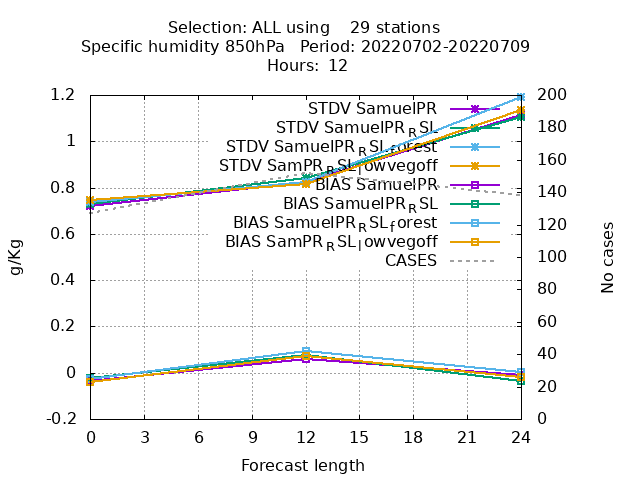 Selection: ALL using    29 stations
Specific humidity 850hPa   Period: 20220702-20220709
Hours:  12
STDV SamuelPR
STDV SamuelPR_RSL
STDV SamuelPR_RSL_forest
STDV SamPR_RSL_lowvegoff
BIAS SamuelPR
BIAS SamuelPR_RSL
BIAS SamuelPR_RSL_forest
BIAS SamPR_RSL_lowvegoff
CASES
1.2
1
0.8
0.6
0.4
0.2
0
-0.2
g/Kg
200
180
160
140
120
100
80
60
40
20
0
No cases
0 3 6 9 12 15 18 21 24
Forecast length